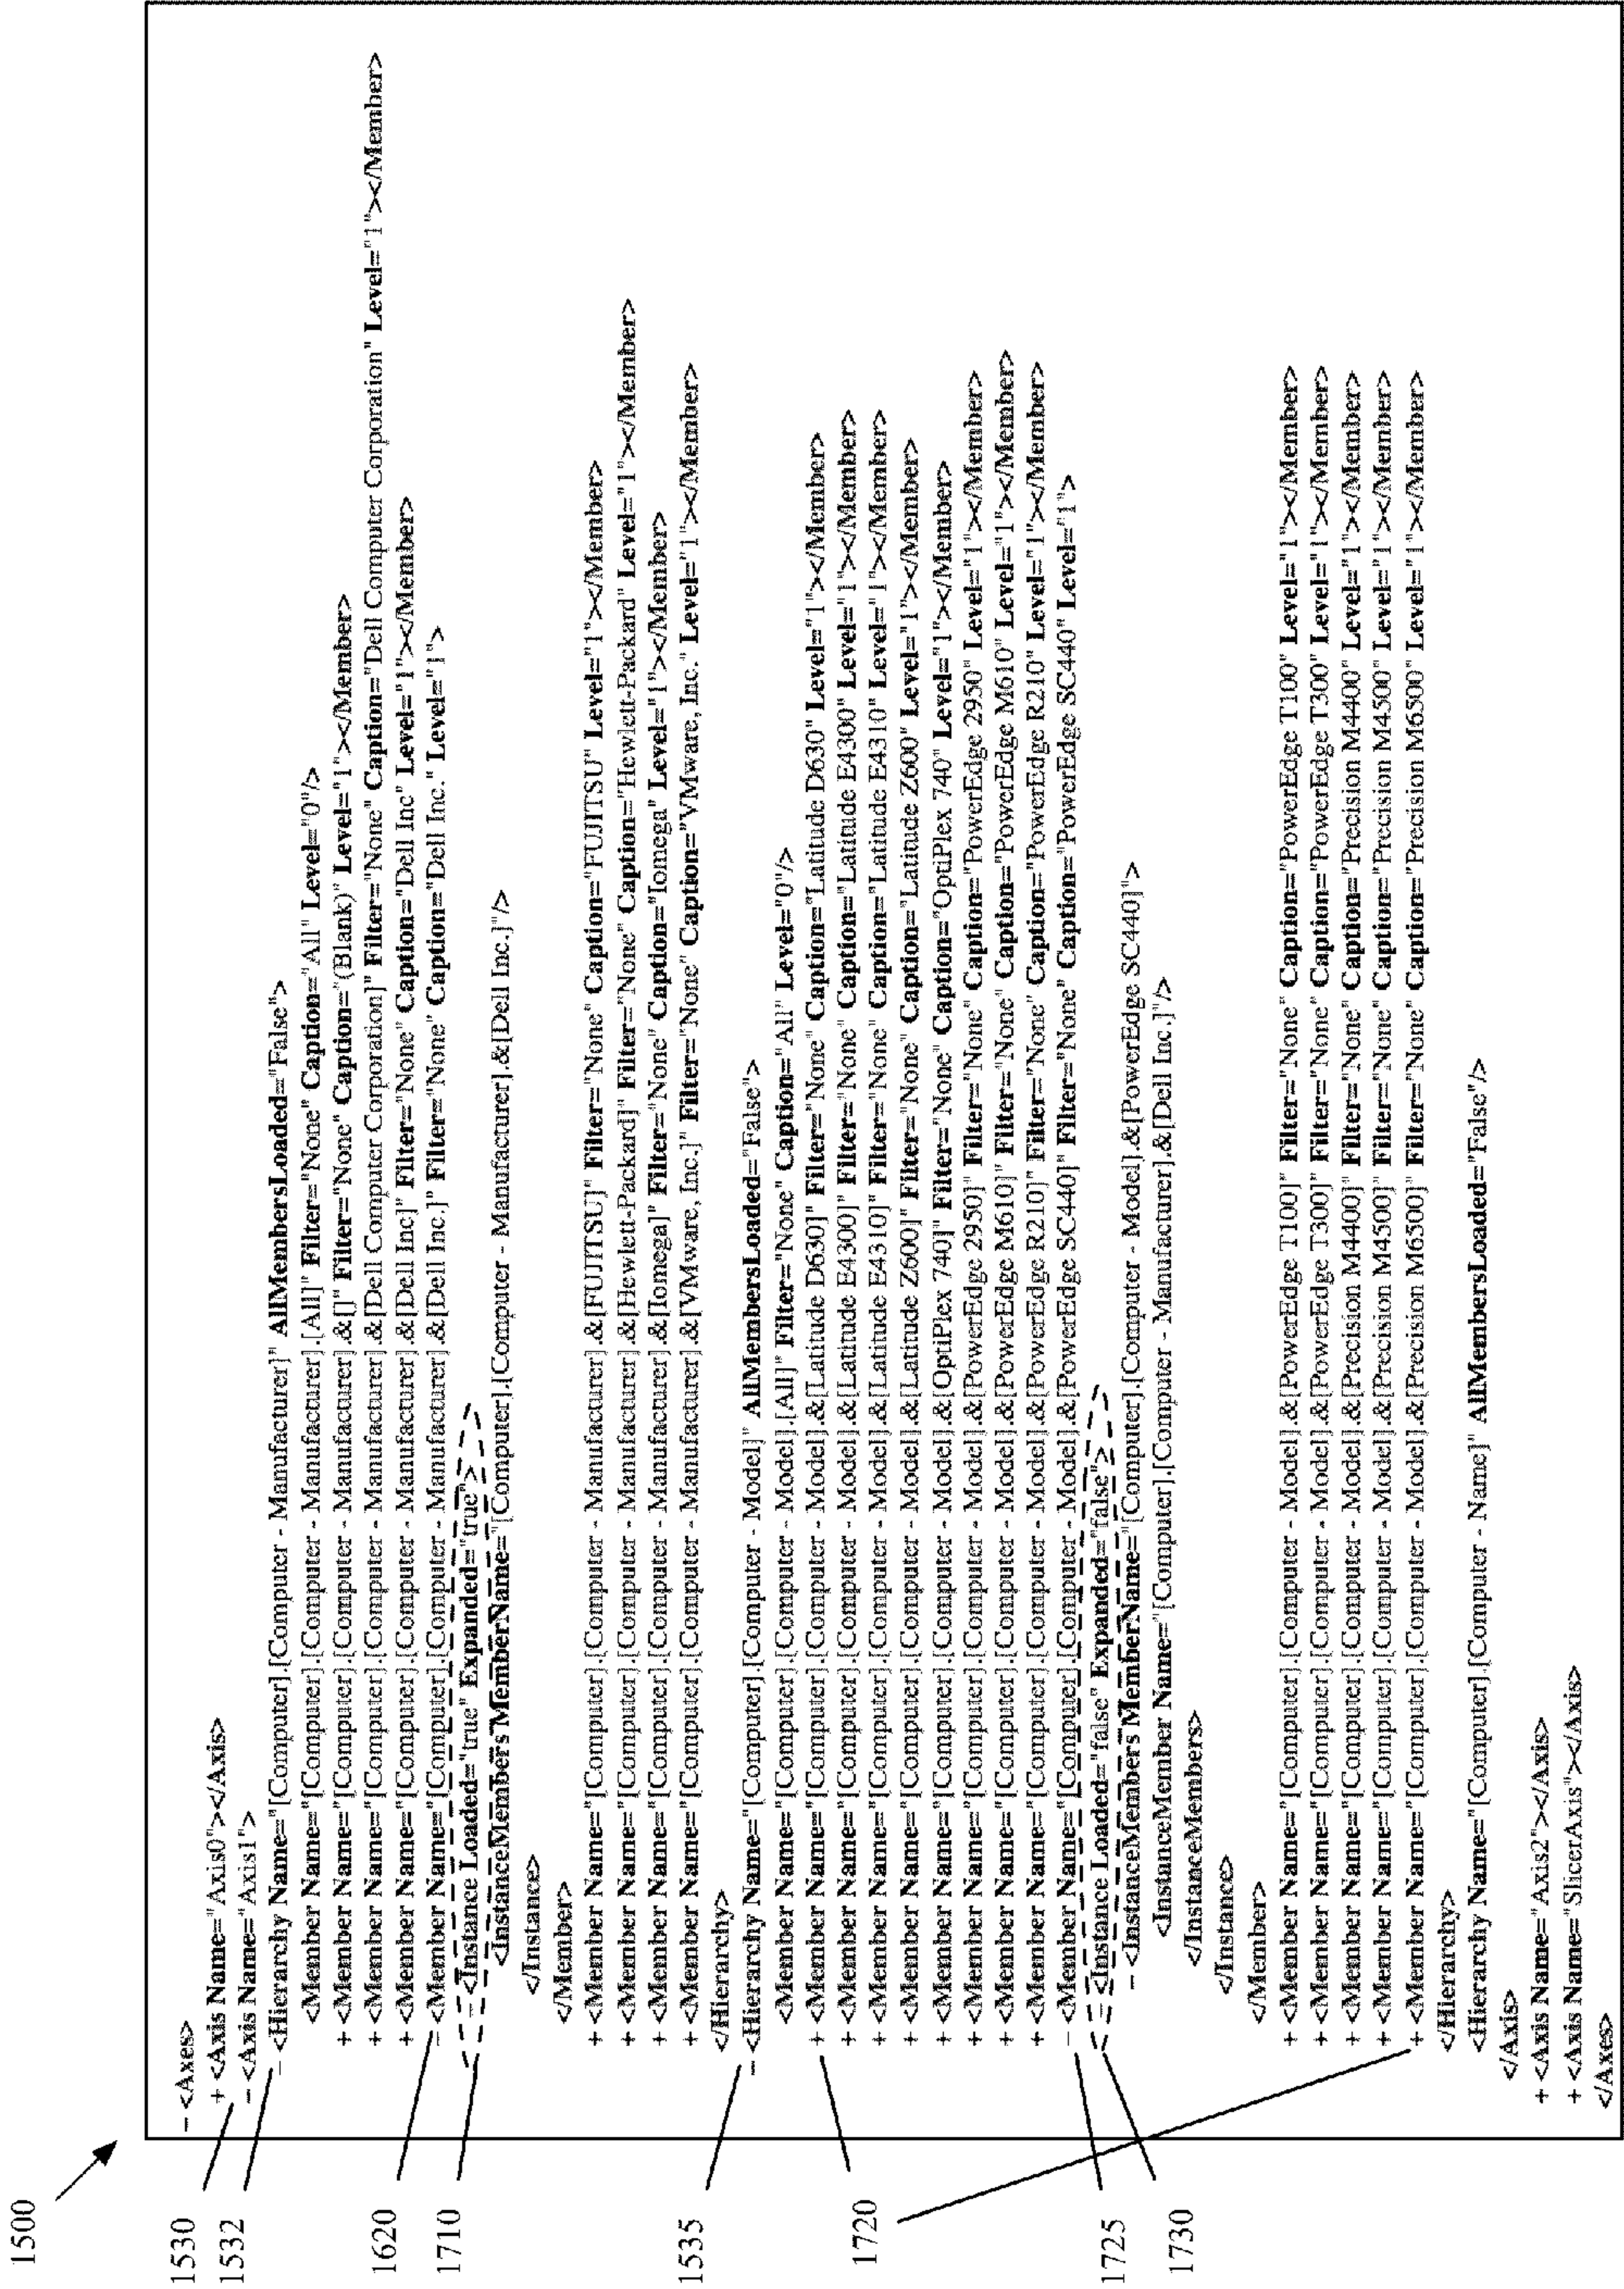 1500
1530
1532
1620
1710
1535
1720
1725
1730
– <Axes>
+ <Axis Name="Axis0"></Axis>
– <Axis Name="Axis1">
– <Hierarchy Name="[Computer].[Computer - Manufacturer]" AllMembersLoaded="False">
<Member Name="[Computer].[Computer - Manufacturer].[All]" Filter="None" Caption="All" Level="0"/>
+ <Member Name="[Computer].[Computer - Manufacturer].&[]" Filter="None" Caption="(Blank)" Level="1"></Member>
+ <Member Name="[Computer].[Computer - Manufacturer].&[Dell Computer Corporation]" Filter="None" Caption="Dell Computer Corporation" Level="1"></Member>
+ <Member Name="[Computer].[Computer - Manufacturer].&[Dell Inc]" Filter="None" Caption="Dell Inc" Level="1"></Member>
– <Member Name="[Computer].[Computer - Manufacturer].&[Dell Inc.]" Filter="None" Caption="Dell Inc." Level="1">
– <Instance Loaded="true" Expanded="true">
<InstanceMembers MemberName="[Computer].[Computer - Manufacturer].&[Dell Inc.]"/>
</Instance>
</Member>
+ <Member Name="[Computer].[Computer - Manufacturer].&[FUJITSU]" Filter="None" Caption="FUJITSU" Level="1"></Member>
+ <Member Name="[Computer].[Computer - Manufacturer].&[Hewlett-Packard]" Filter="None" Caption="Hewlett-Packard" Level="1"></Member>
+ <Member Name="[Computer].[Computer - Manufacturer].&[Iomega]" Filter="None" Caption="Iomega" Level="1"></Member>
+ <Member Name="[Computer].[Computer - Manufacturer].&[VMware, Inc.]" Filter="None" Caption="VMware, Inc." Level="1"></Member>
</Hierarchy>
– <Hierarchy Name="[Computer].[Computer - Model]" AllMembersLoaded="False">
<Member Name="[Computer].[Computer - Model].[All]" Filter="None" Caption="All" Level="0"/>
+ <Member Name="[Computer].[Computer - Model].&[Latitude D630]" Filter="None" Caption="Latitude D630" Level="1"></Member>
+ <Member Name="[Computer].[Computer - Model].&[Latitude E4300]" Filter="None" Caption="Latitude E4300" Level="1"></Member>
+ <Member Name="[Computer].[Computer - Model].&[Latitude E4310]" Filter="None" Caption="Latitude E4310" Level="1"></Member>
+ <Member Name="[Computer].[Computer - Model].&[Latitude Z600]" Filter="None" Caption="Latitude Z600" Level="1"></Member>
+ <Member Name="[Computer].[Computer - Model].&[OptiPlex 740]" Filter="None" Caption="OptiPlex 740" Level="1"></Member>
+ <Member Name="[Computer].[Computer - Model].&[PowerEdge 2950]" Filter="None" Caption="PowerEdge 2950" Level="1"></Member>
+ <Member Name="[Computer].[Computer - Model].&[PowerEdge M610]" Filter="None" Caption="PowerEdge M610" Level="1"></Member>
+ <Member Name="[Computer].[Computer - Model].&[PowerEdge R210]" Filter="None" Caption="PowerEdge R210" Level="1"></Member>
– <Member Name="[Computer].[Computer - Model].&[PowerEdge SC440]" Filter="None" Caption="PowerEdge SC440" Level="1">
– <Instance Loaded="false" Expanded="false">
– <InstanceMembers MemberName="[Computer].[Computer - Model].&[PowerEdge SC440]">
<InstanceMember Name="[Computer].[Computer - Manufacturer].&[Dell Inc.]"/>
</InstanceMembers>
</Instance>
</Member>
+ <Member Name="[Computer].[Computer - Model].&[PowerEdge T100]" Filter="None" Caption="PowerEdge T100" Level="1"></Member>
+ <Member Name="[Computer].[Computer - Model].&[PowerEdge T300]" Filter="None" Caption="PowerEdge T300" Level="1"></Member>
+ <Member Name="[Computer].[Computer - Model].&[Precision M4400]" Filter="None" Caption="Precision M4400" Level="1"></Member>
+ <Member Name="[Computer].[Computer - Model].&[Precision M4500]" Filter="None" Caption="Precision M4500" Level="1"></Member>
+ <Member Name="[Computer].[Computer - Model].&[Precision M6500]" Filter="None" Caption="Precision M6500" Level="1"></Member>
</Hierarchy>
<Hierarchy Name="[Computer].[Computer - Name]" AllMembersLoaded="False"/>
</Axis>
+ <Axis Name="Axis2"></Axis>
+ <Axis Name="SlicerAxis"></Axis>
</Axes>